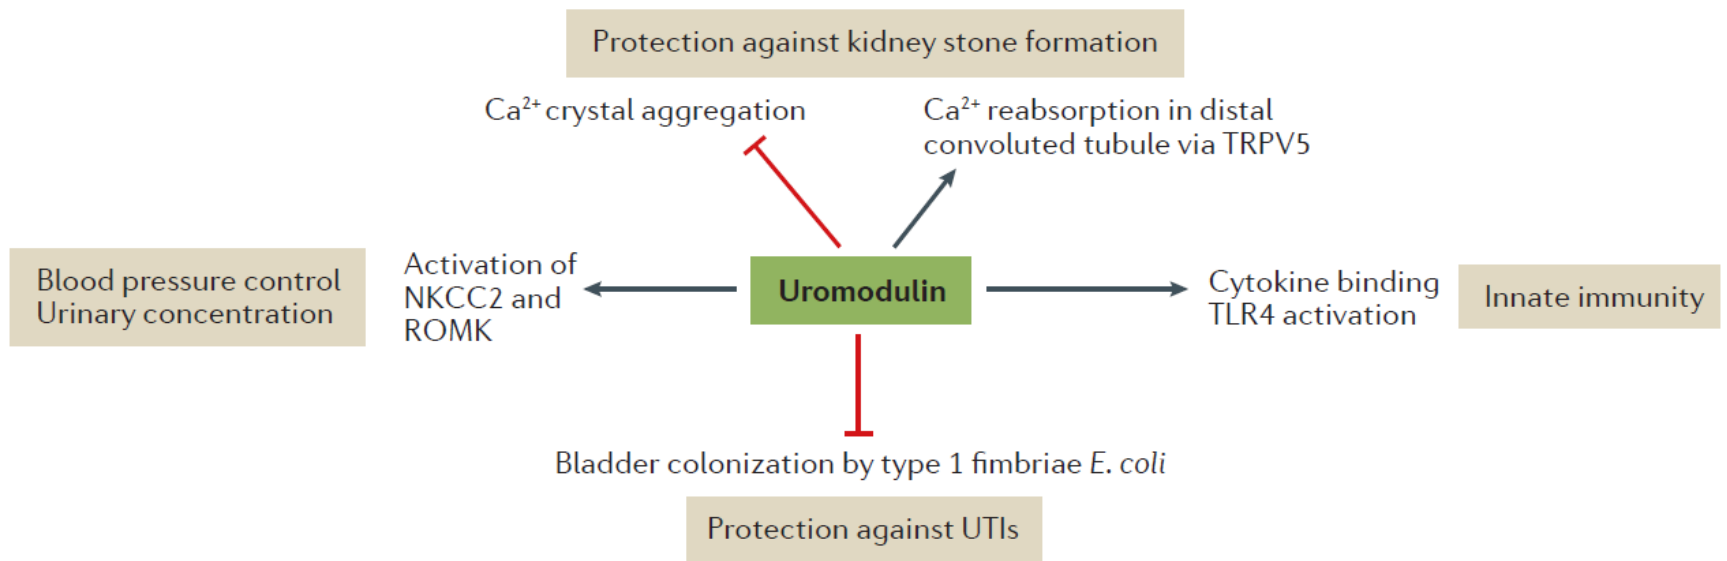 Protection against kidney stone formation
Ca²⁺ crystal aggregation
Ca²⁺ reabsorption in distal
convoluted tubule via TRPV5
Blood pressure control
Urinary concentration
Activation of
NKCC2 and
ROMK
Uromodulin
Cytokine binding
TLR4 activation
Innate immunity
Bladder colonization by type 1 fimbriae E. coli
Protection against UTIs